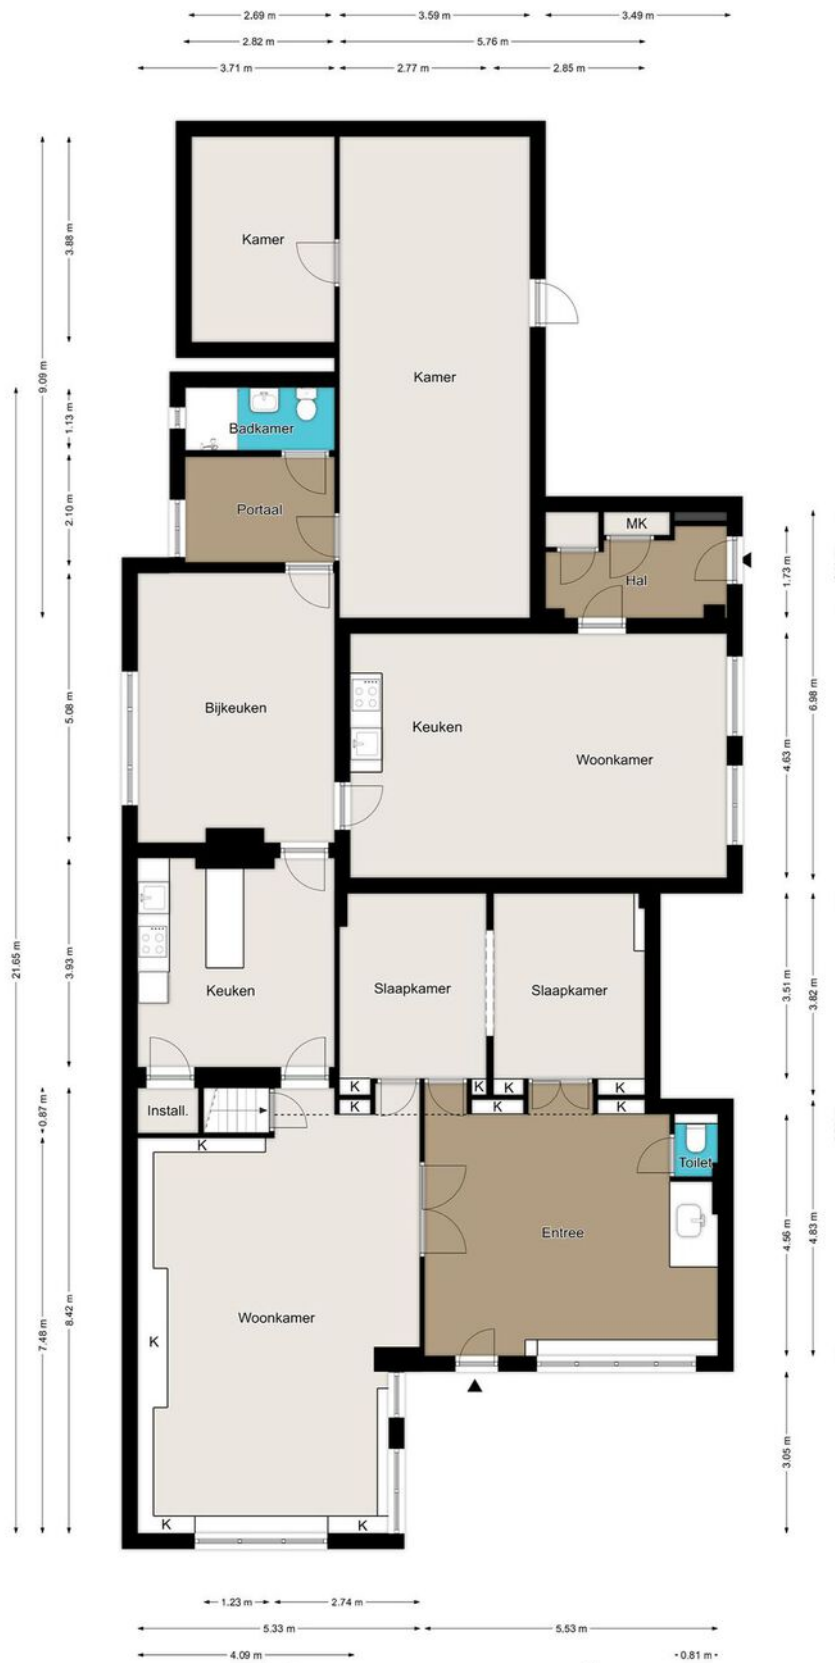 2.69 m 3.59 m 3.49 m
2.82 m 5.76 m
3.71 m 2.77 m 2.85 m
9.09 m
3.88 m
Kamer
Kamer
21.65 m
1.13 m
Badkamer
2.10 m
Portaal
MK
Hal
1.73 m
6.98 m
5.08 m
Bijkeuken
Keuken
Woonkamer
4.63 m
3.93 m
Keuken
Slaapkamer
Slaapkamer
3.51 m
3.82 m
K K K K
K K K
0.87 m
Install.
K
Toilet
Entree
4.56 m
4.83 m
7.48 m
8.42 m
Woonkamer
K
3.05 m
K K
1.23 m 2.74 m
5.33 m 5.53 m
4.09 m 0.81 m